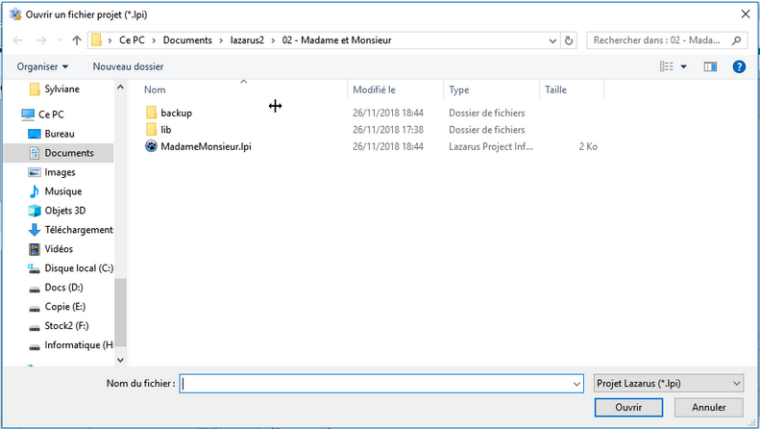 Ouvrir un fichier projet (*.lpi)
Ce PC > Documents > lazarus2 > 02 - Madame et Monsieur
Rechercher dans : 02 - Mada...
Organiser
Nouveau dossier
Nom Modifié le Type Taille
Sylviane
Ce PC
Bureau
Documents
Images
Musique
Objets 3D
Téléchargement
Vidéos
Disque local (C:)
Docs (D:)
Copie (E:)
Stock2 (F:)
Informatique (H
backup 26/11/2018 18:44 Dossier de fichiers
lib 26/11/2018 17:38 Dossier de fichiers
MadameMonsieur.lpi 26/11/2018 18:44 Lazarus Project Inf... 2 Ko
Nom du fichier :
Projet Lazarus (*.lpi)
Ouvrir
Annuler